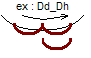 ex : Dd_Dh